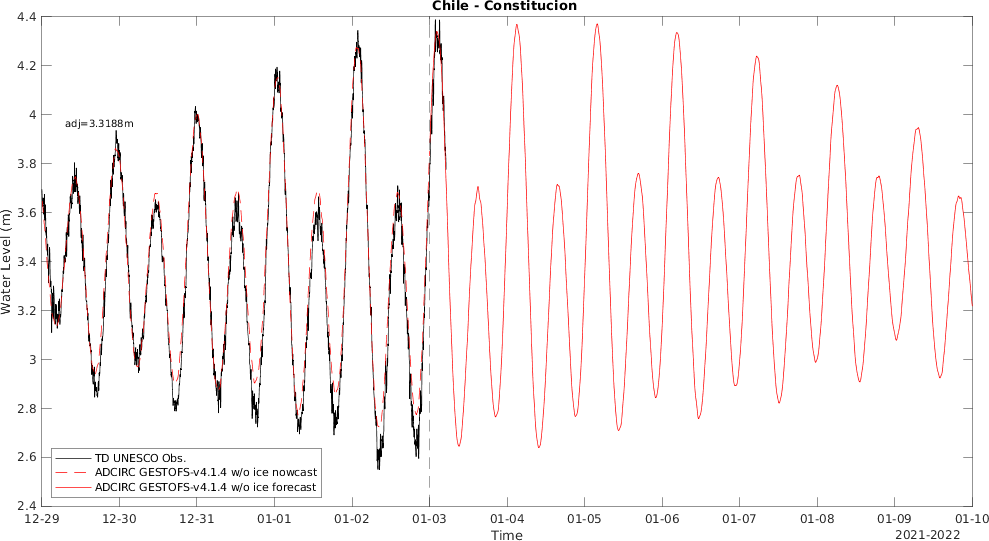 Chile - Constitucion
4.4
4.2
4
3.8
3.6
3.4
3.2
3
2.8
2.6
2.4
Water Level (m)
adj=3.3188m
TD UNESCO Obs.
ADCIRC GESTOFS-v4.1.4 w/o ice nowcast
ADCIRC GESTOFS-v4.1.4 w/o ice forecast
12-29 12-30 12-31 01-01 01-02 01-03 01-04 01-05 01-06 01-07 01-08 01-09 01-10
Time
2021-2022